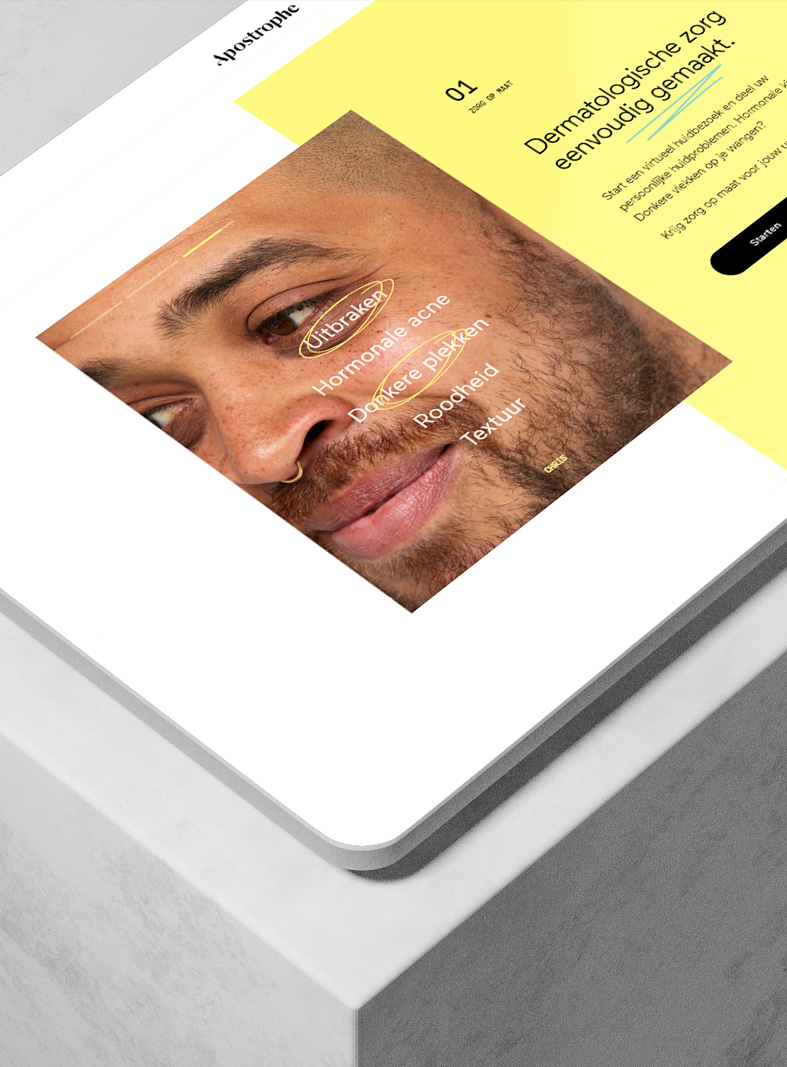 Apostrophe
01
ZORG OP MAAT
Dermatologische zorg
eenvoudig gemaakt.
Start een virtueel huidbezoek en deel uw
persoonlijke huidproblemen. Hormonale
Donkere vlekken op je wangen?
Krijg zorg op maat voor jouw
Starten
Uitbraken
Hormonale acne
Donkere plekken
Roodheid
Textuur
CHRIS